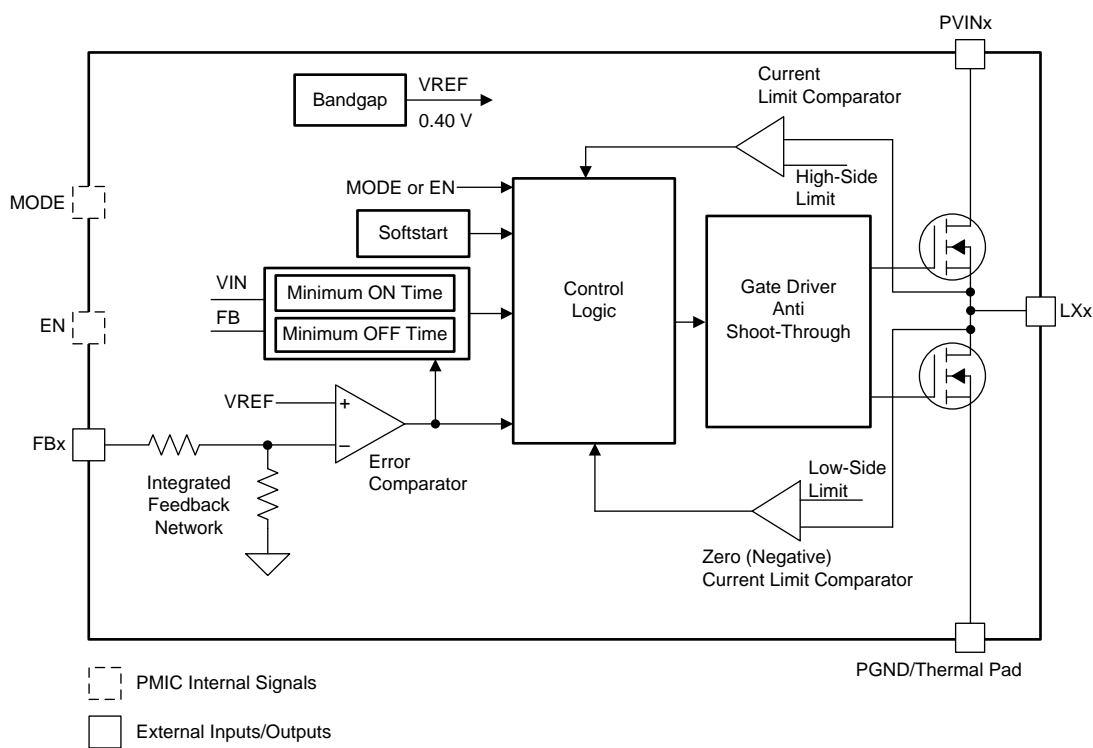 PVINx
Current
Limit Comparator
Bandgap
VREF
0.40 V
MODE
MODE or EN
High-Side
Limit
Softstart
VIN
Minimum ON Time
FB
Minimum OFF Time
Control
Logic
Gate Driver
Anti
Shoot-Through
LXx
EN
VREF
+
−
FBx
Error
Comparator
Integrated
Feedback
Network
Low-Side
Limit
Zero (Negative)
Current Limit Comparator
PGND/Thermal Pad
PMIC Internal Signals
External Inputs/Outputs